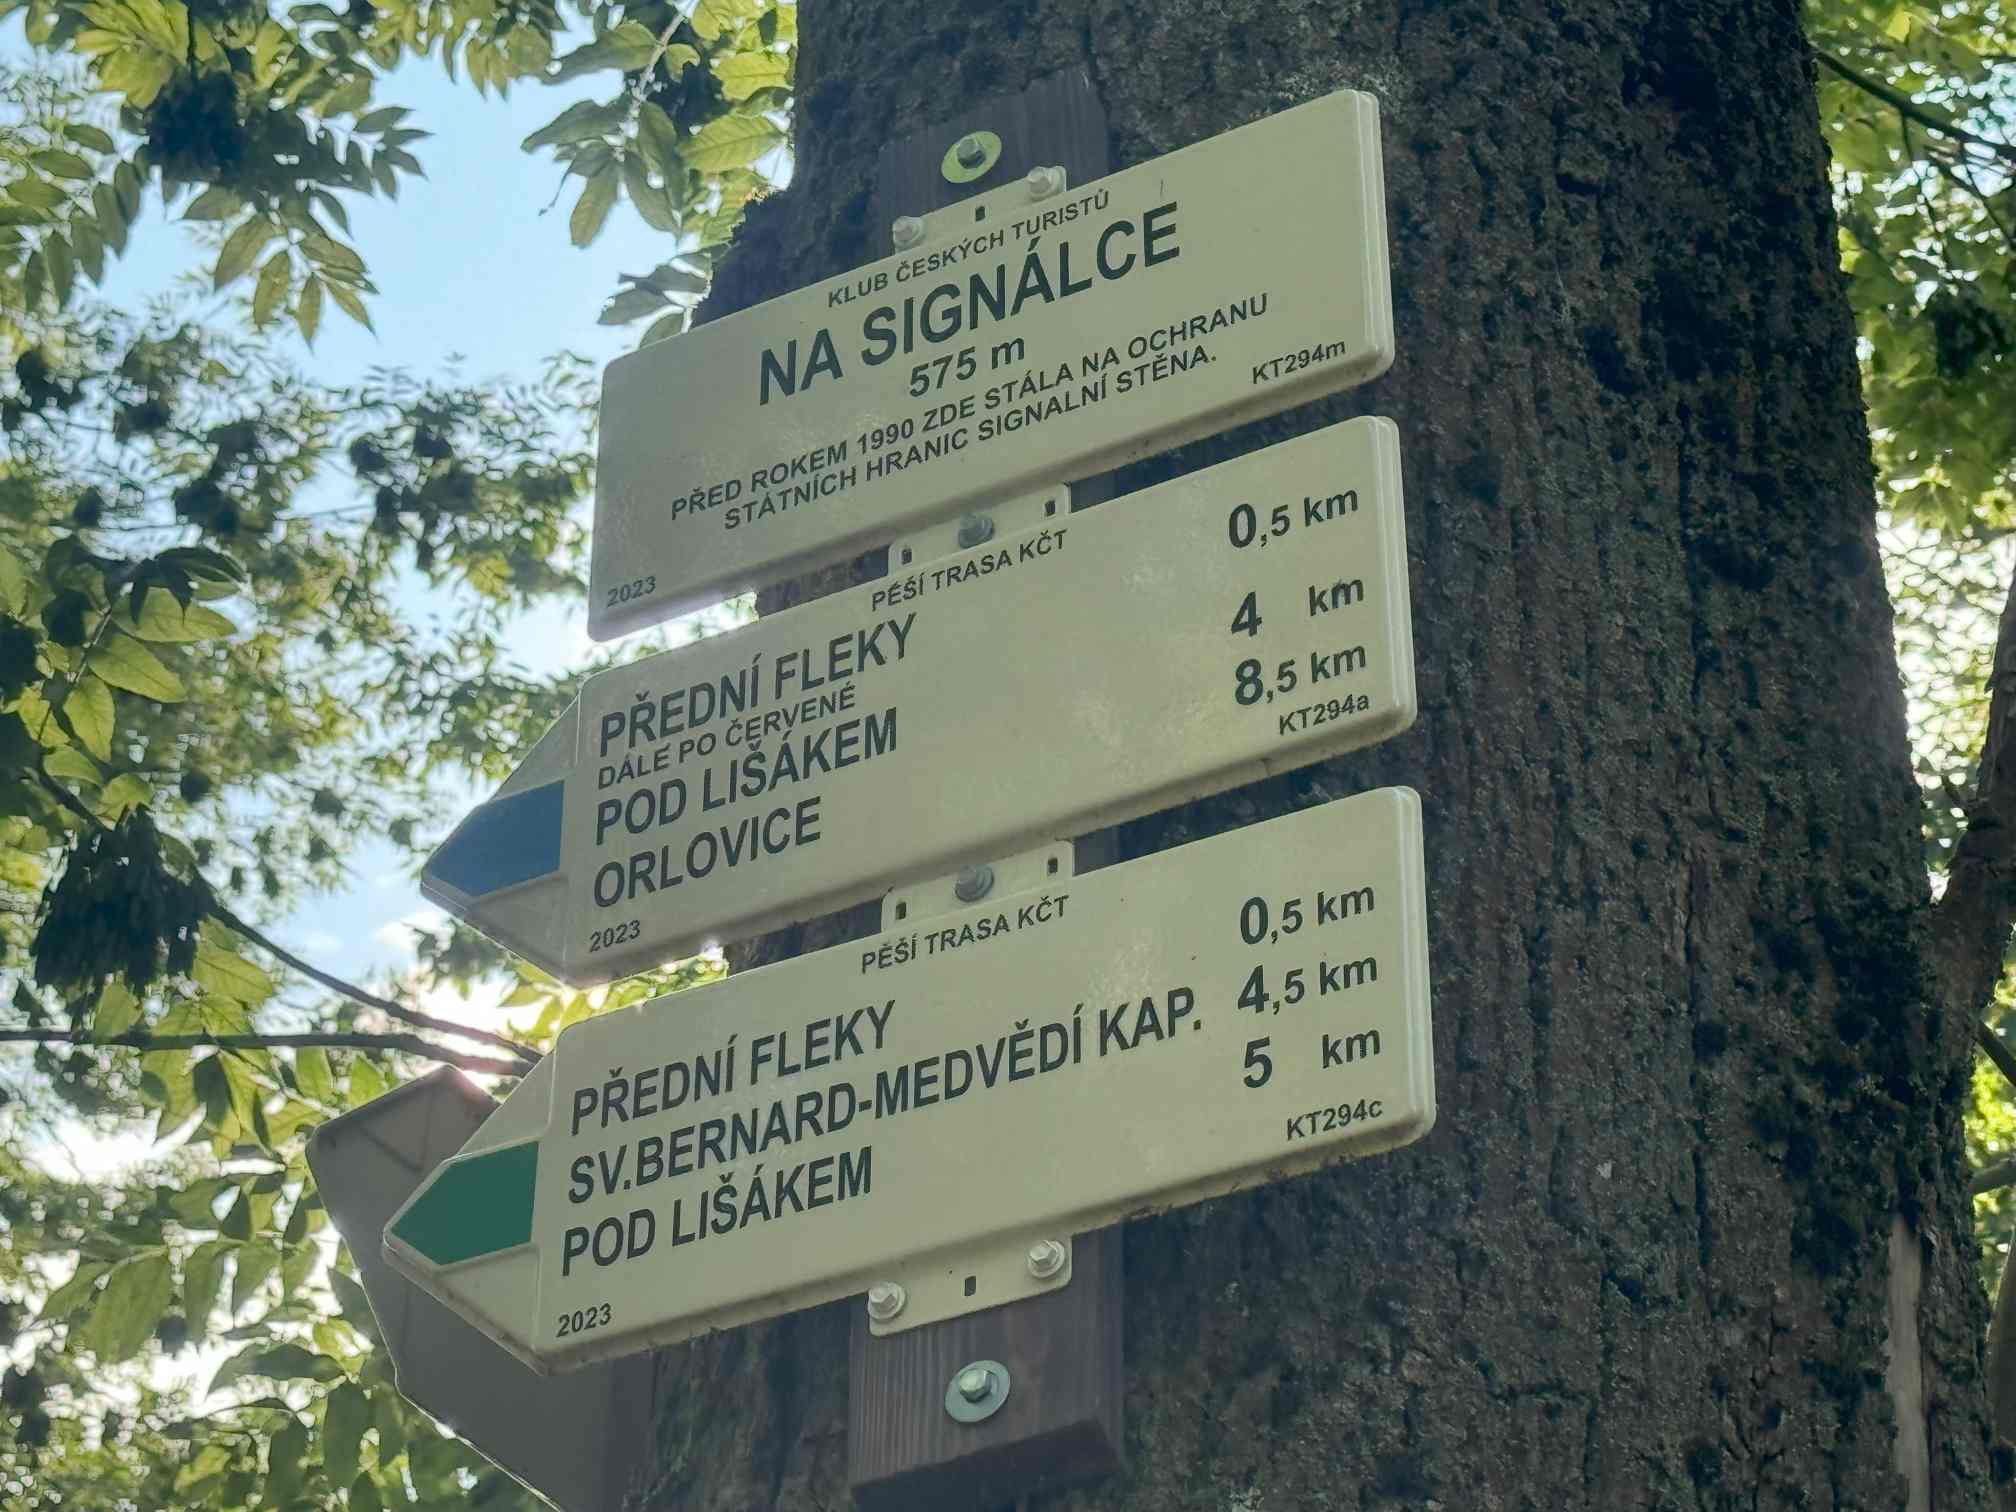 KLUB ČESKÝCH TURISTŮ
NA SIGNÁLCE
575 m
PŘED ROKEM 1990 ZDE STÁLA NA OCHRANU
STÁTNÍCH HRANIC SIGNALNÍ STĚNA.
KT294m
2023
PĚŠÍ TRASA KČT
PŘEDNÍ FLEKY 0,5 km
DÁLE PO ČERVENÉ
POD LIŠÁKEM 4 km
ORLOVICE 8,5 km
KT294a
2023
PĚŠÍ TRASA KČT
PŘEDNÍ FLEKY 0,5 km
SV.BERNARD-MEDVĚDÍ KAP. 4,5 km
POD LIŠÁKEM 5 km
KT294c
2023